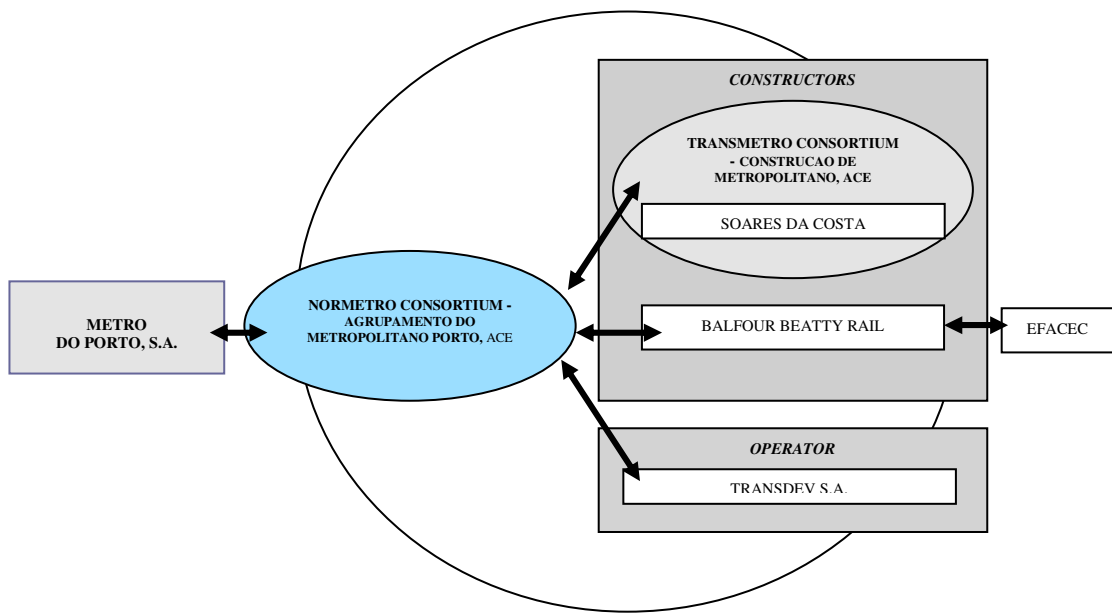 CONSTRUCTORS
TRANSMETRO CONSORTIUM
- CONSTRUCAO DE
METROPOLITANO, ACE
SOARES DA COSTA
NORMETRO CONSORTIUM -
AGRUPAMENTO DO
METROPOLITANO PORTO, ACE
METRO
DO PORTO, S.A.
BALFOUR BEATTY RAIL
EFACEC
OPERATOR
TRANSDEV S.A.